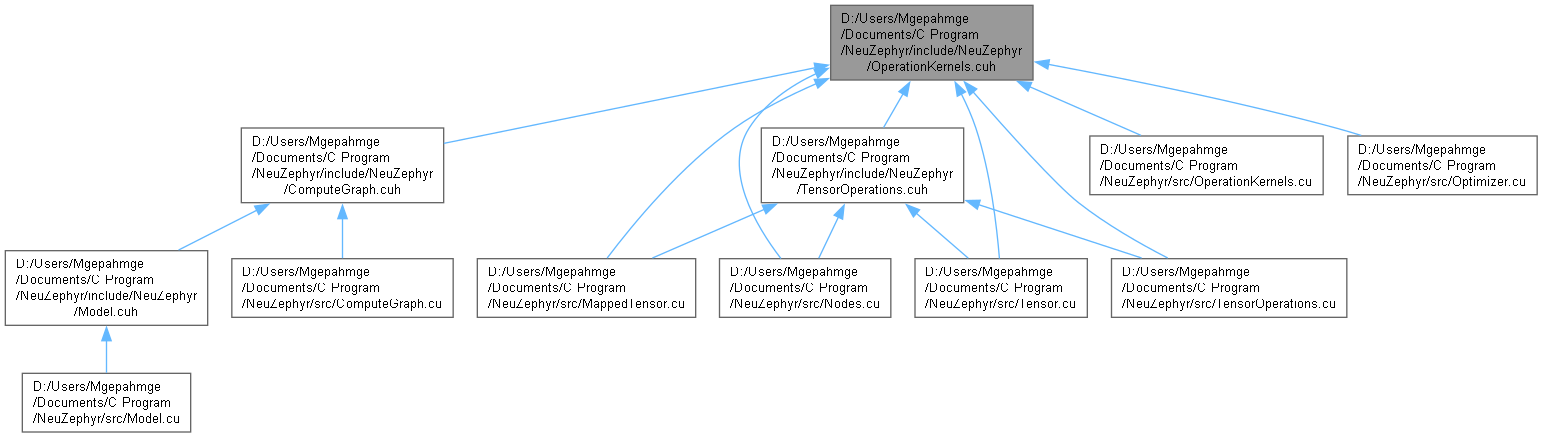 D:/Users/Mgepahmge
/Documents/C Program
/NeuZephyr/include/NeuZephyr
/OperationKernels.cuh
D:/Users/Mgepahmge
/Documents/C Program
/NeuZephyr/include/NeuZephyr
/ComputeGraph.cuh
D:/Users/Mgepahmge
/Documents/C Program
/NeuZephyr/include/NeuZephyr
/TensorOperations.cuh
D:/Users/Mgepahmge
/Documents/C Program
/NeuZephyr/src/OperationKernels.cu
D:/Users/Mgepahmge
/Documents/C Program
/NeuZephyr/src/Optimizer.cu
D:/Users/Mgepahmge
/Documents/C Program
/NeuZephyr/include/NeuZephyr
/Model.cuh
D:/Users/Mgepahmge
/Documents/C Program
/NeuZephyr/src/ComputeGraph.cu
D:/Users/Mgepahmge
/Documents/C Program
/NeuZephyr/src/MappedTensor.cu
D:/Users/Mgepahmge
/Documents/C Program
/NeuZephyr/src/Nodes.cu
D:/Users/Mgepahmge
/Documents/C Program
/NeuZephyr/src/Tensor.cu
D:/Users/Mgepahmge
/Documents/C Program
/NeuZephyr/src/TensorOperations.cu
D:/Users/Mgepahmge
/Documents/C Program
/NeuZephyr/src/Model.cu